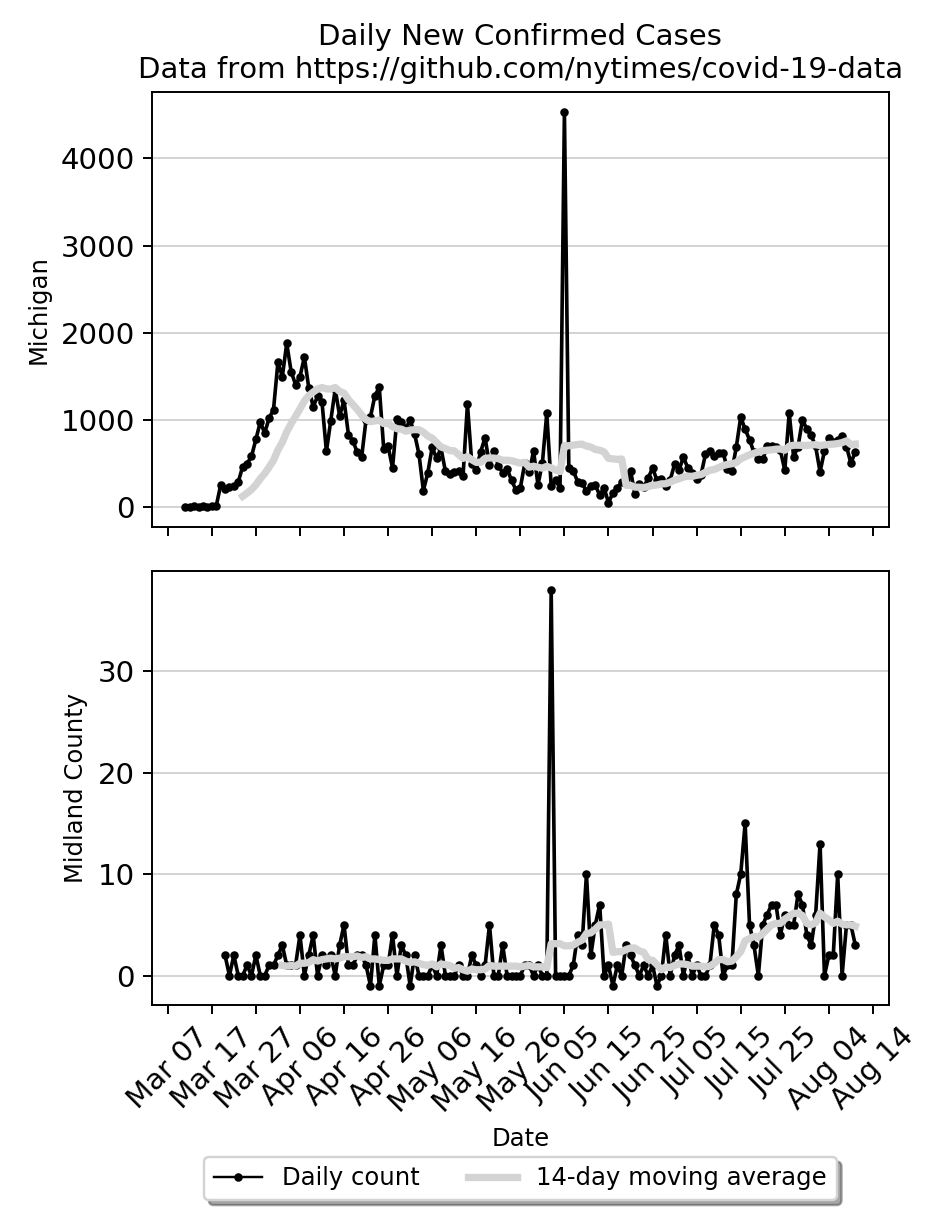 Daily New Confirmed Cases
Data from https://github.com/nytimes/covid-19-data
Michigan
4000
3000
2000
1000
0
Midland County
30
20
10
0
Mar 07
Mar 17
Mar 27
Apr 06
Apr 16
Apr 26
May 06
May 16
May 26
Jun 05
Jun 15
Jun 25
Jul 05
Jul 15
Jul 25
Aug 04
Aug 14
Date
Daily count
14-day moving average